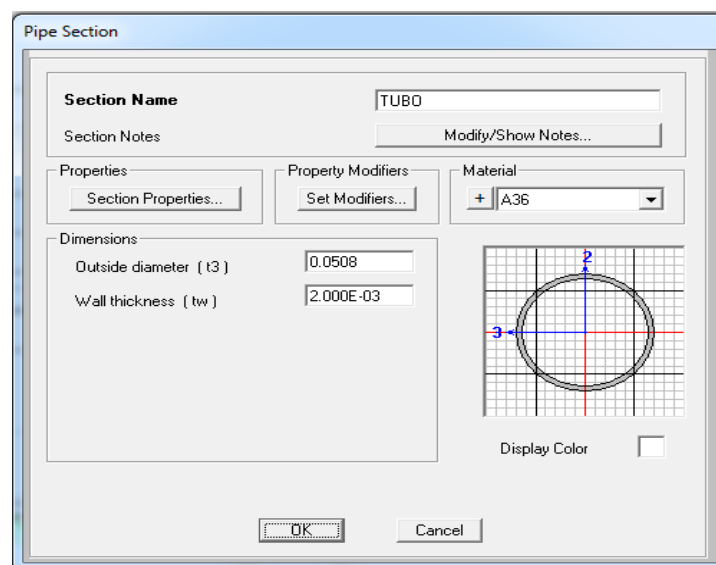 Pipe Section
Section Name TUBO
Section Notes Modify/Show Notes...
Properties Property Modifiers Material
Section Properties... Set Modifiers... + A36
Dimensions
Outside diameter ( t3 ) 0.0508
Wall thickness ( tw ) 2.000E-03
2
3
Display Color
OK Cancel